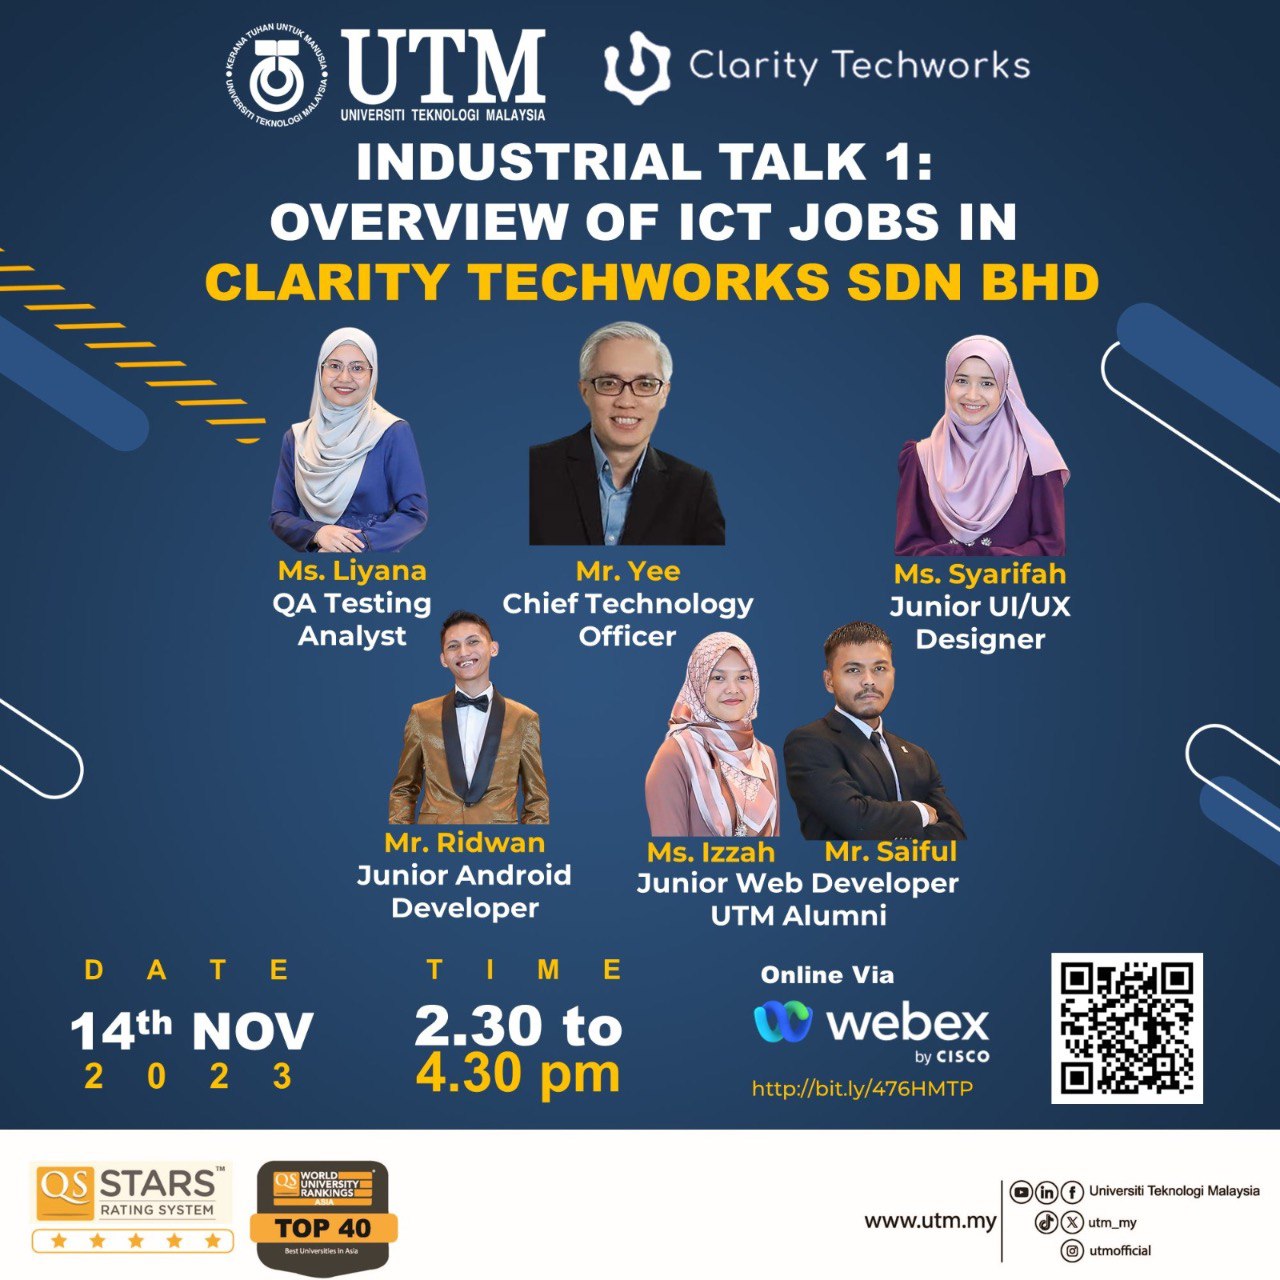 KERANA TUHAN UNTUK MANUSIA
UNIVERSITI TEKNOLOGI MALAYSIA
UTM
UNIVERSITI TEKNOLOGI MALAYSIA
Clarity Techworks
INDUSTRIAL TALK 1:
OVERVIEW OF ICT JOBS IN
CLARITY TECHWORKS SDN BHD
Ms. Liyana
QA Testing
Analyst
Mr. Yee
Chief Technology
Officer
Ms. Syarifah
Junior UI/UX
Designer
Mr. Ridwan
Junior Android
Developer
Ms. Izzah
Mr. Saiful
Junior Web Developer
UTM Alumni
DATE
14th NOV
2023
TIME
2.30 to
4.30 pm
Online Via
webex
by CISCO
http://bit.ly/476HMTP
QS STARS™
RATING SYSTEM
QS WORLD
UNIVERSITY
RANKINGS
ASIA
TOP 40
Best Universities in Asia
www.utm.my
Universiti Teknologi Malaysia
utm_my
utmofficial